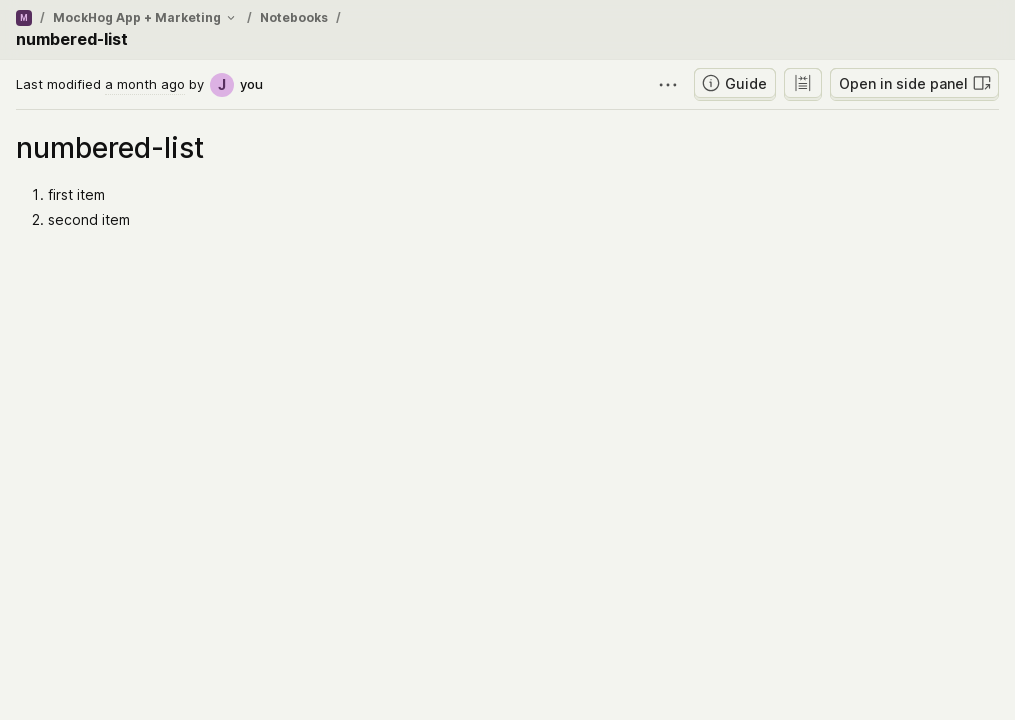 M / MockHog App + Marketing / Notebooks /
numbered-list
Last modified a month ago by J you
Guide
Open in side panel
numbered-list
1. first item
2. second item